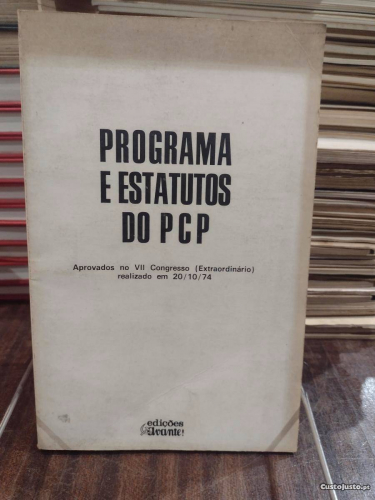 PROGRAMA
E ESTATUTOS
DO PCP
Aprovados no VII Congresso (Extraordinário)
realizado em 20/10/74
edições
Avante!
CustoJusto.pt